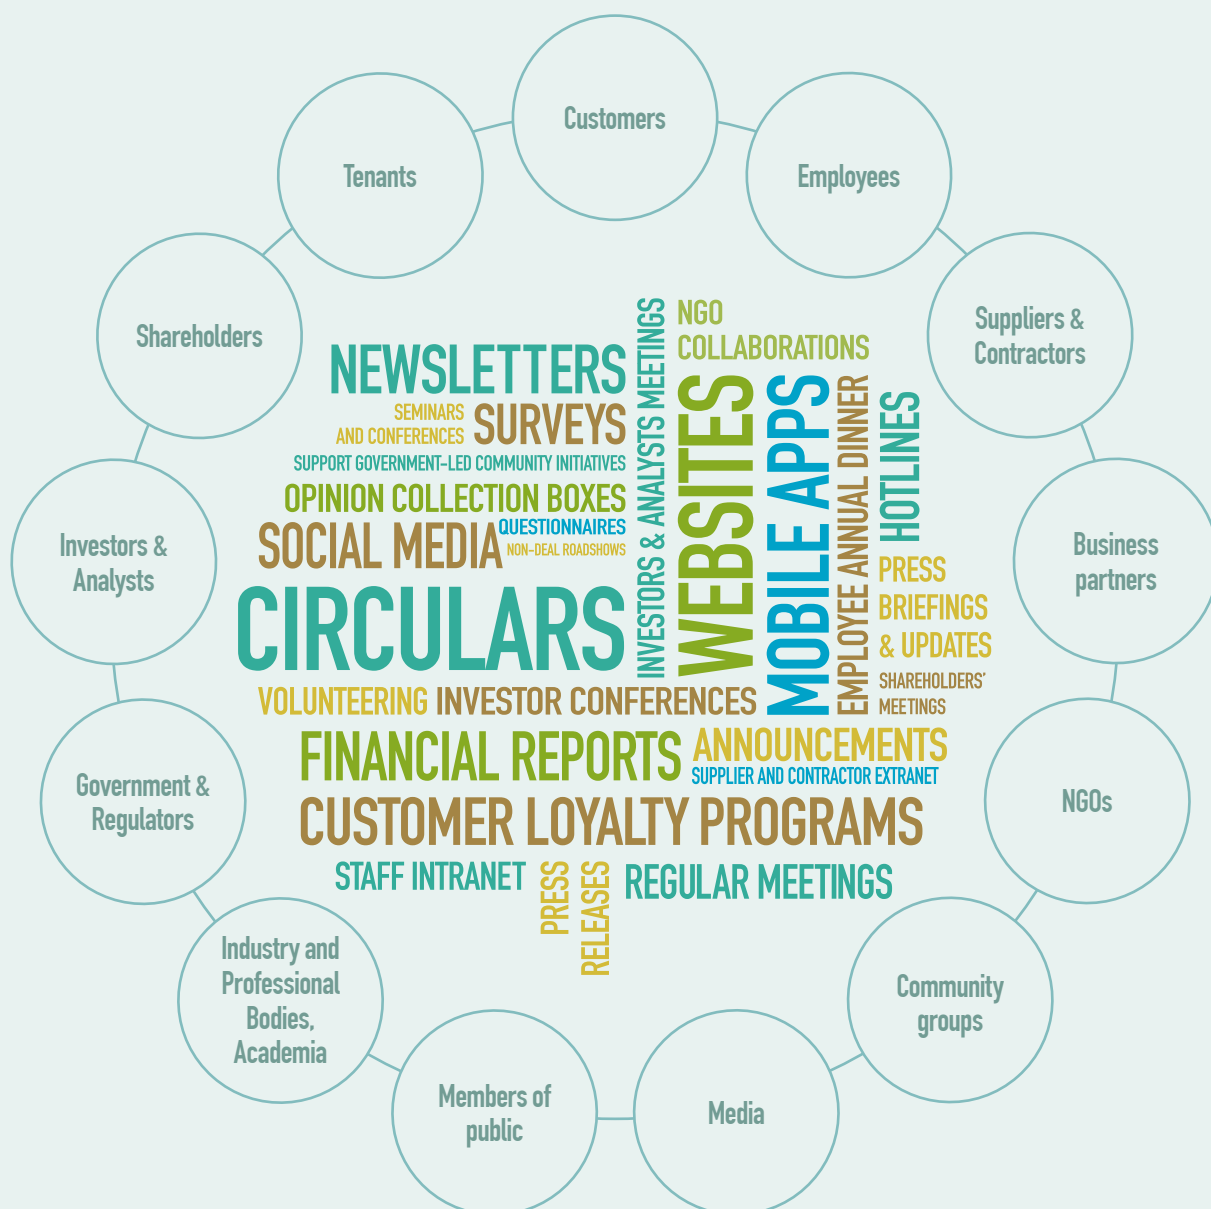 Customers
Tenants
Employees
Shareholders
Suppliers &
Contractors
Investors &
Analysts
Business
partners
Government &
Regulators
NGOs
Industry and
Professional
Bodies,
Academia
Community
groups
Members of
public
Media
NEWSLETTERS
SEMINARS
AND CONFERENCES
SURVEYS
SUPPORT GOVERNMENT-LED COMMUNITY INITIATIVES
OPINION COLLECTION BOXES
SOCIAL MEDIA
QUESTIONNAIRES
NON-DEAL ROADSHOWS
CIRCULARS
INVESTORS & ANALYSTS MEETINGS
NGO
COLLABORATIONS
WEBSITES
MOBILE APPS
EMPLOYEE ANNUAL DINNER
HOTLINES
PRESS
BRIEFINGS
& UPDATES
SHAREHOLDERS'
MEETINGS
VOLUNTEERING
INVESTOR CONFERENCES
FINANCIAL REPORTS
ANNOUNCEMENTS
SUPPLIER AND CONTRACTOR EXTRANET
CUSTOMER LOYALTY PROGRAMS
STAFF INTRANET
PRESS
RELEASES
REGULAR MEETINGS